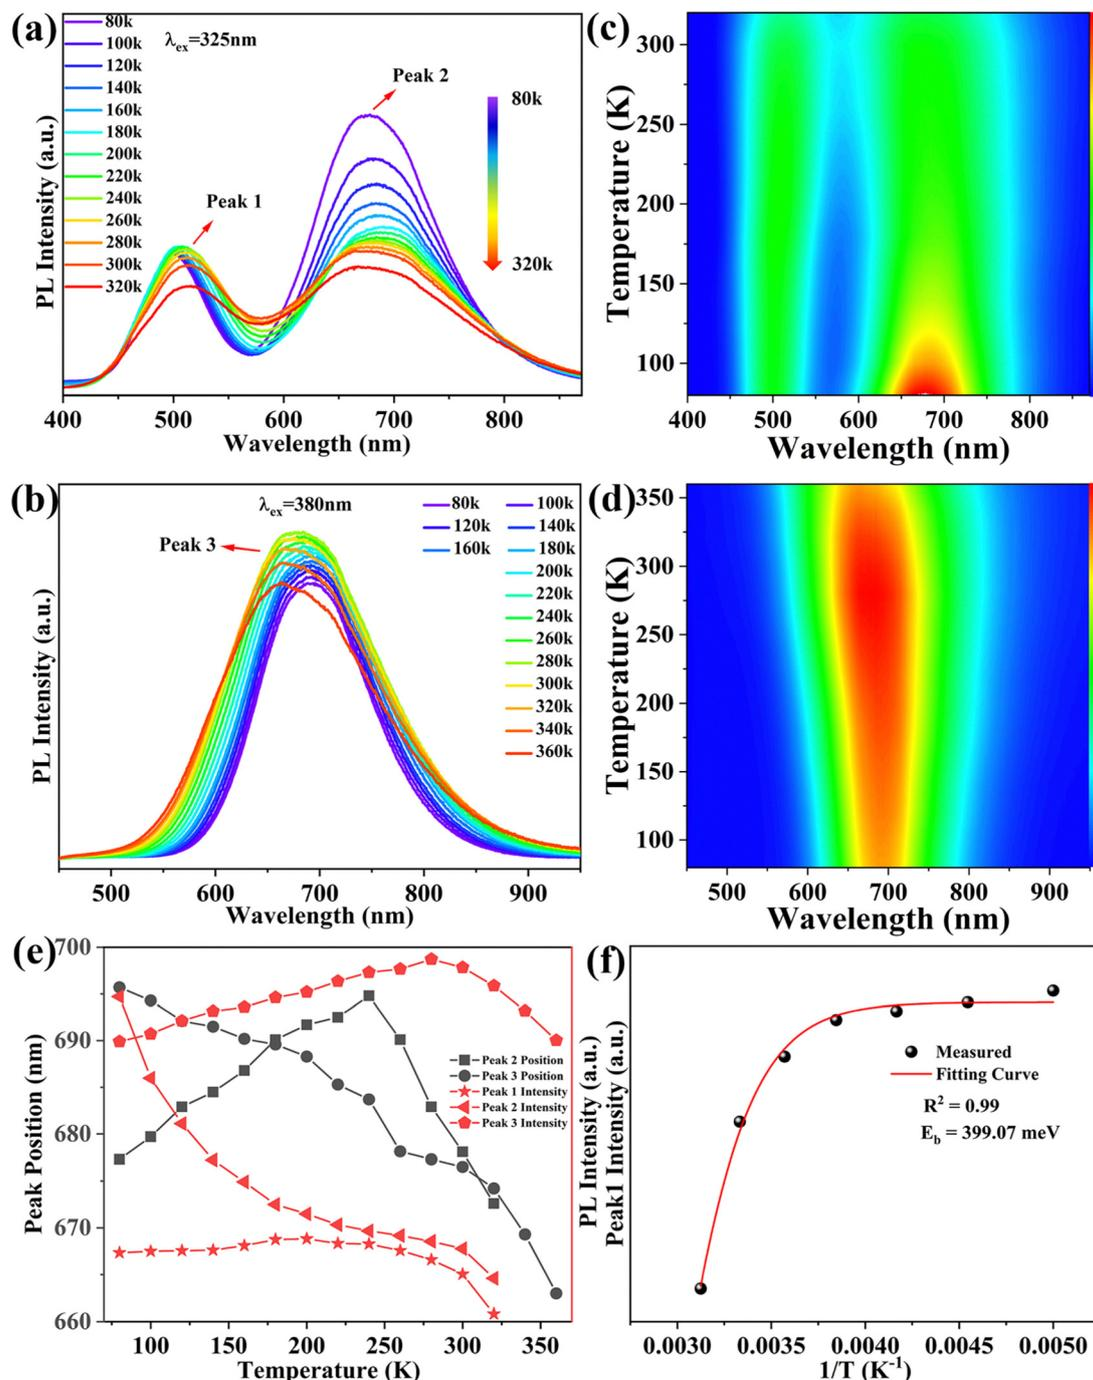 (a)
80k
100k
120k
140k
160k
180k
200k
220k
240k
260k
280k
300k
320k
λex=325nm
Peak 1
Peak 2
80k
320k
PL Intensity (a.u.)
400 500 600 700 800
Wavelength (nm)
(c)
300
250
200
150
100
Temperature (K)
400 500 600 700 800
Wavelength (nm)
(b)
λex=380nm
Peak 3
80k 100k
120k 140k
160k 180k
200k
220k
240k
260k
280k
300k
320k
340k
360k
PL Intensity (a.u.)
500 600 700 800 900
Wavelength (nm)
(d)
350
300
250
200
150
100
Temperature (K)
500 600 700 800 900
Wavelength (nm)
(e)
700
690
680
670
660
Peak Position (nm)
Peak 2 Position
Peak 3 Position
Peak 1 Intensity
Peak 2 Intensity
Peak 3 Intensity
100 150 200 250 300 350
Temperature (K)
PL Intensity (a.u.)
(f)
Peak1 Intensity (a.u.)
Measured
Fitting Curve
R² = 0.99
Eb = 399.07 meV
0.0030 0.0035 0.0040 0.0045 0.0050
1/T (K⁻¹)